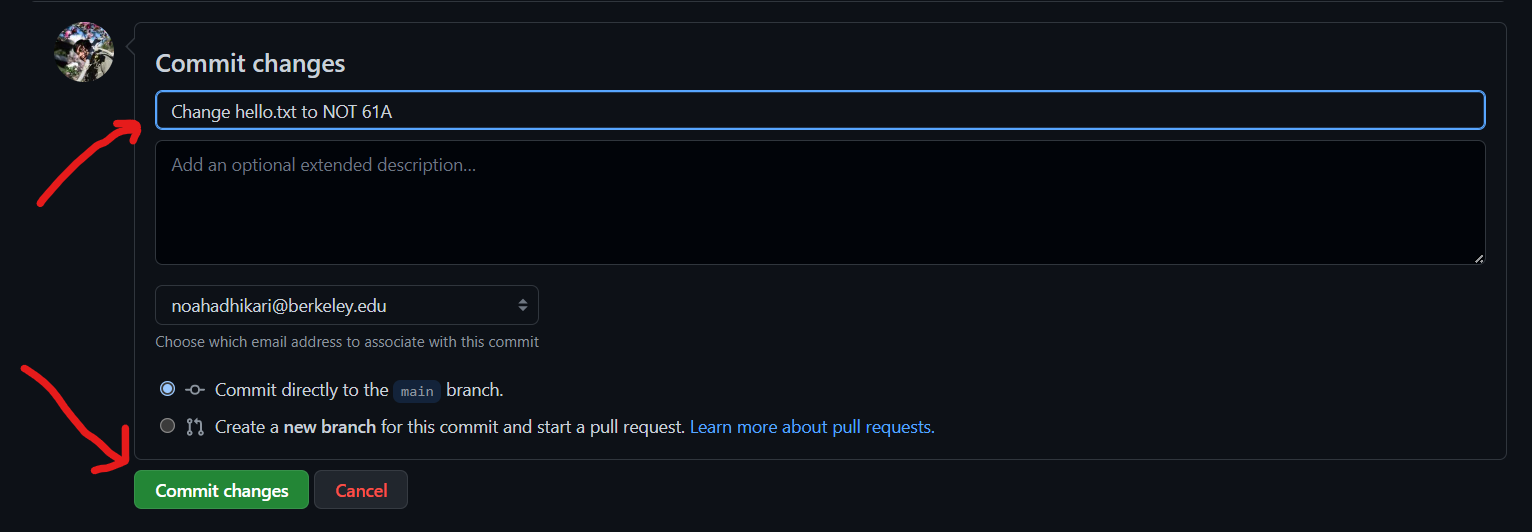 Commit changes
Change hello.txt to NOT 61A
Add an optional extended description...
noahadhikari@berkeley.edu
Choose which email address to associate with this commit
Commit directly to the main branch.
Create a new branch for this commit and start a pull request. Learn more about pull requests.
Commit changes Cancel